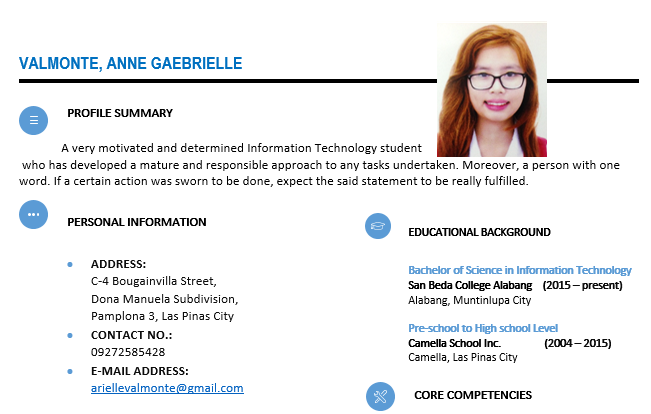 VALMONTE, ANNE GAEBRIELLE
PROFILE SUMMARY
A very motivated and determined Information Technology student
who has developed a mature and responsible approach to any tasks undertaken. Moreover, a person with one
word. If a certain action was sworn to be done, expect the said statement to be really fulfilled.
PERSONAL INFORMATION
ADDRESS:
C-4 Bougainvilla Street,
Dona Manuela Subdivision,
Pamplona 3, Las Pinas City
CONTACT NO.:
09272585428
E-MAIL ADDRESS:
ariellevalmonte@gmail.com
EDUCATIONAL BACKGROUND
Bachelor of Science in Information Technology
San Beda College Alabang (2015 – present)
Alabang, Muntinlupa City
Pre-school to High school Level
Camella School Inc. (2004 – 2015)
Camella, Las Pinas City
CORE COMPETENCIES